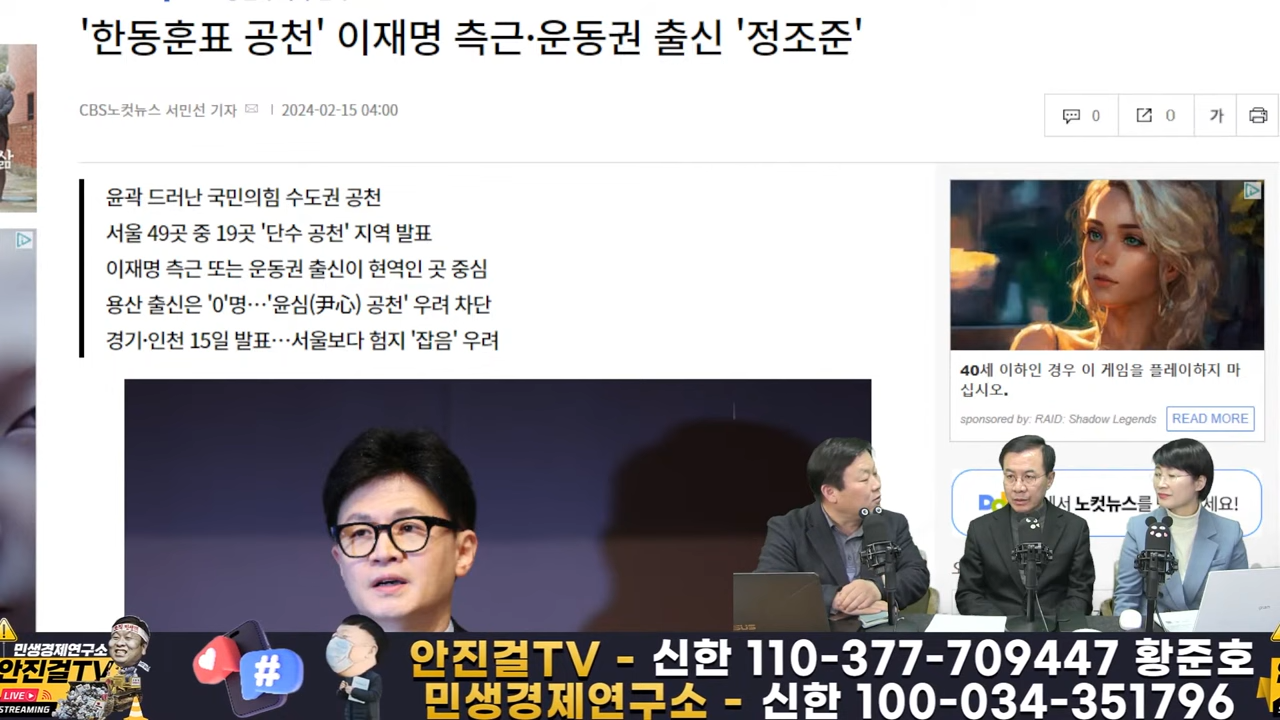 '한동훈표 공천' 이재명 측근·운동권 출신 '정조준'
CBS노컷뉴스 서민선 기자
2024-02-15 04:00
0
0
가
삶
윤곽 드러난 국민의힘 수도권 공천
서울 49곳 중 19곳 '단수 공천' 지역 발표
이재명 측근 또는 운동권 출신이 현역인 곳 중심
용산 출신은 '0'명…'윤심(尹心) 공천' 우려 차단
경기·인천 15일 발표…서울보다 험지 '잡음' 우려
40세 이하인 경우 이 게임을 플레이하지 마
십시오.
sponsored by: RAID: Shadow Legends
READ MORE
에서 노컷뉴스를
세요!
민생경제연구소
안진걸TV
LIVE
STREAMING
#
안진걸TV - 신한 110-377-709447 황준호
민생경제연구소 - 신한 100-034-351796